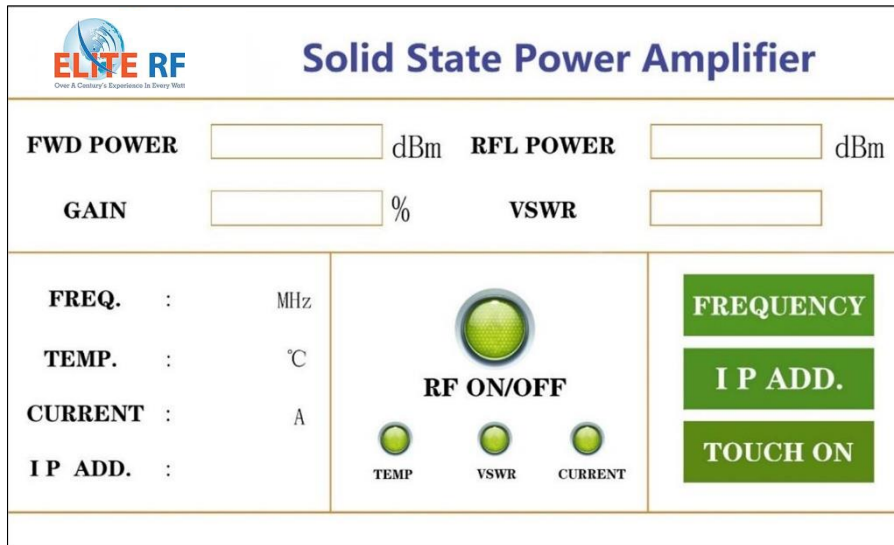 ELITE RF
Over A Century's Experience In Every Watt
Solid State Power Amplifier
FWD POWER dBm RFL POWER dBm
GAIN % VSWR
FREQ. : MHz
TEMP. : ℃
CURRENT : A
I P ADD. :
RF ON/OFF
TEMP VSWR CURRENT
FREQUENCY
I P ADD.
TOUCH ON